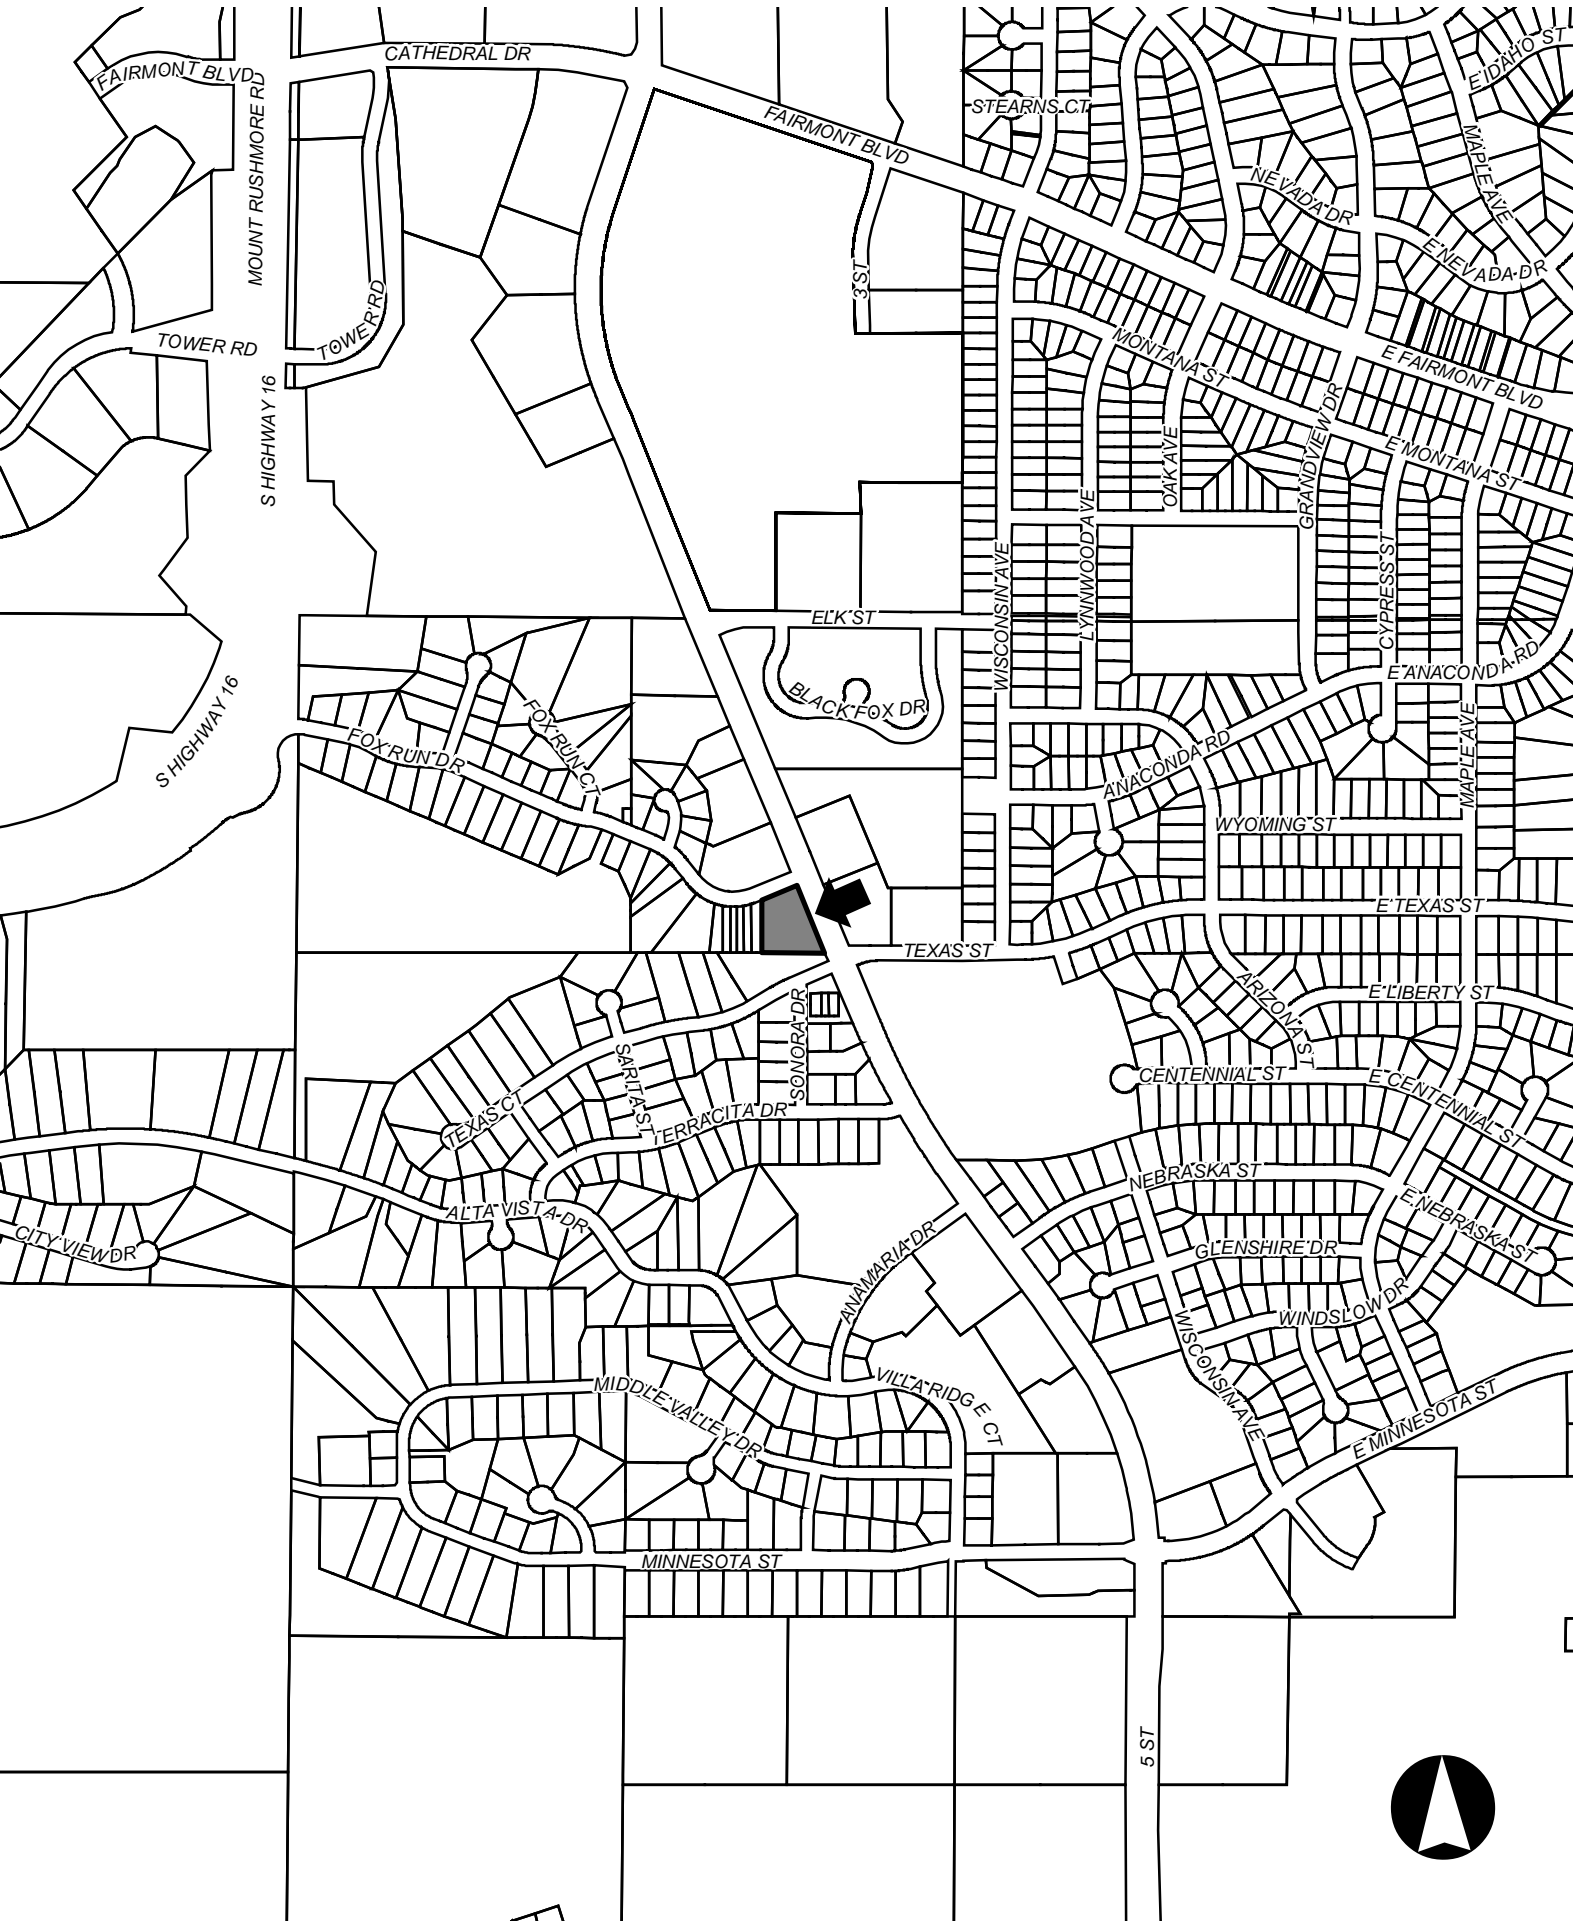 CATHEDRAL DR
E IDAHO ST
FAIRMONT BLVD
MOUNT RUSHMORE RD
STEARNS CT
FAIRMONT BLVD
MAPLE AVE
NEVADA DR
E NEVADA DR
3 ST
TOWER RD
TOWER RD
MONTANA ST
E FAIRMONT BLVD
S HIGHWAY 16
GRANDVIEW DR
OAK AVE
E MONTANA ST
LYNNWOOD AVE
WISCONSIN AVE
CYPRESS ST
ELK ST
E ANACONDA RD
S HIGHWAY 16
BLACK FOX DR
FOX RUN CT
FOX RUN DR
ANACONDA RD
MAPLE AVE
WYOMING ST
E TEXAS ST
TEXAS ST
ARIZONA ST
E LIBERTY ST
SONORA DR
SARITA ST
CENTENNIAL ST
E CENTENNIAL ST
TEXAS CT
TERRACITA DR
NEBRASKA ST
E NEBRASKA ST
ALTA VISTA DR
CITY VIEW DR
ANAMARIA DR
GLENSHIRE DR
WINDSLOW DR
WISCONSIN AVE
VILLA RIDGE CT
MIDDLE VALLEY DR
E MINNESOTA ST
MINNESOTA ST
5 ST